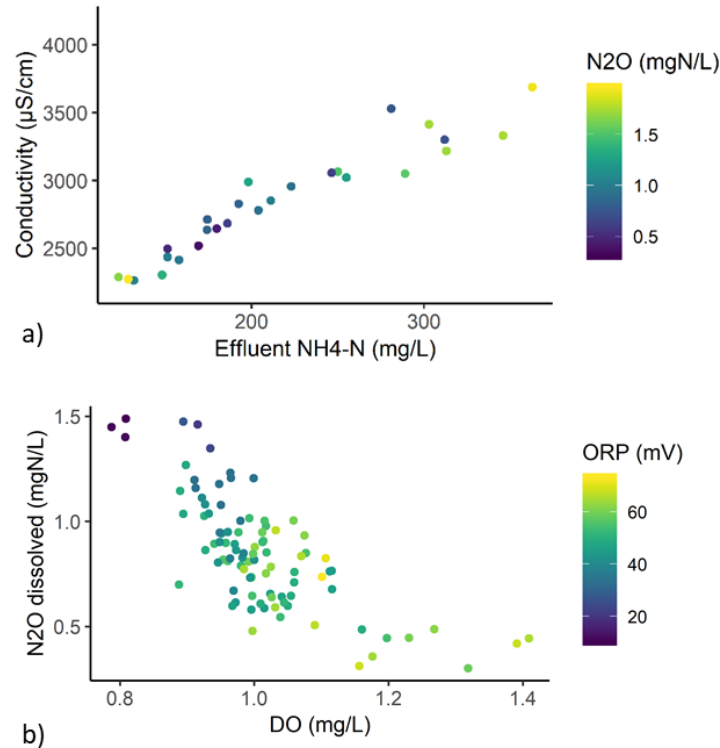 4000
3500
3000
2500
Conductivity (µS/cm)
200
300
Effluent NH4-N (mg/L)
N2O (mgN/L)
1.5
1.0
0.5
a)
1.5
1.0
0.5
N2O dissolved (mgN/L)
0.8
1.0
1.2
1.4
DO (mg/L)
ORP (mV)
60
40
20
b)